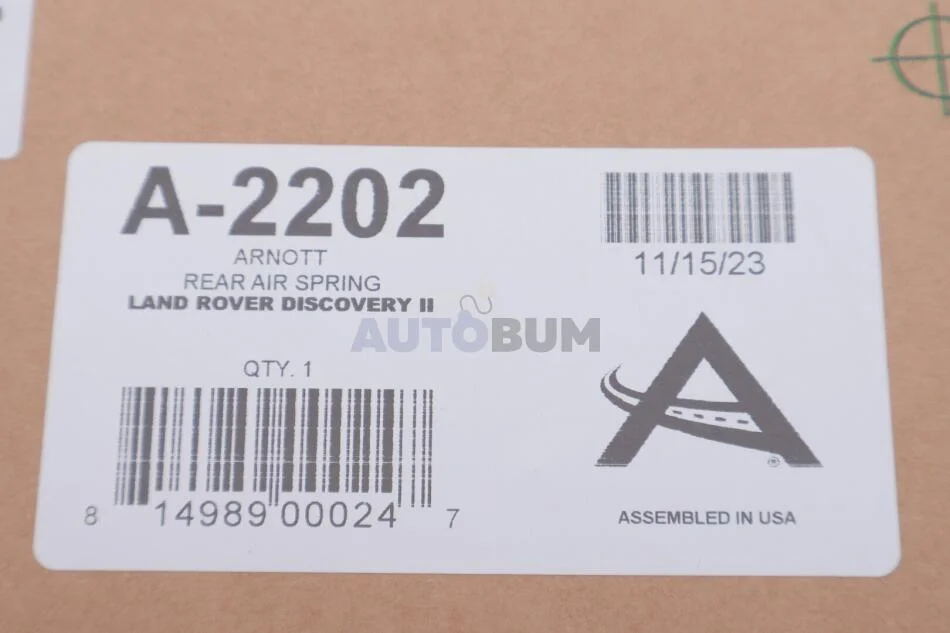 A-2202
ARNOTT
REAR AIR SPRING
LAND ROVER DISCOVERY II
QTY. 1
8 14989 00024 7
11/15/23
AUTOBUM
®
ASSEMBLED IN USA